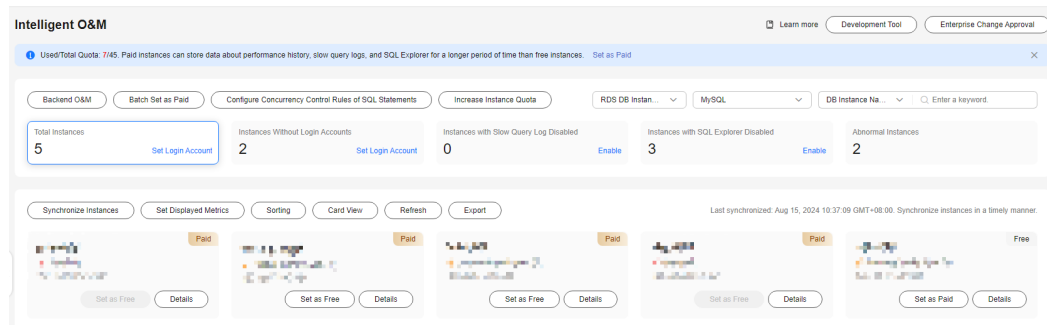 Intelligent O&M
Learn more
Development Tool
Enterprise Change Approval
Used/Total Quota: 7/45. Paid instances can store data about performance history, slow query logs, and SQL Explorer for a longer period of time than free instances. Set as Paid
Backend O&M
Batch Set as Paid
Configure Concurrency Control Rules of SQL Statements
Increase Instance Quota
RDS DB Instan...
MySQL
DB Instance Na...
Enter a keyword.
Total Instances
5
Set Login Account
Instances Without Login Accounts
2
Set Login Account
Instances with Slow Query Log Disabled
0
Enable
Instances with SQL Explorer Disabled
3
Enable
Abnormal Instances
2
Synchronize Instances
Set Displayed Metrics
Sorting
Card View
Refresh
Export
Last synchronized: Aug 15, 2024 10:37:09 GMT+08:00. Synchronize instances in a timely manner.
Paid
Set as Free
Details
Paid
Set as Free
Details
Paid
Set as Free
Details
Paid
Set as Free
Details
Free
Set as Paid
Details